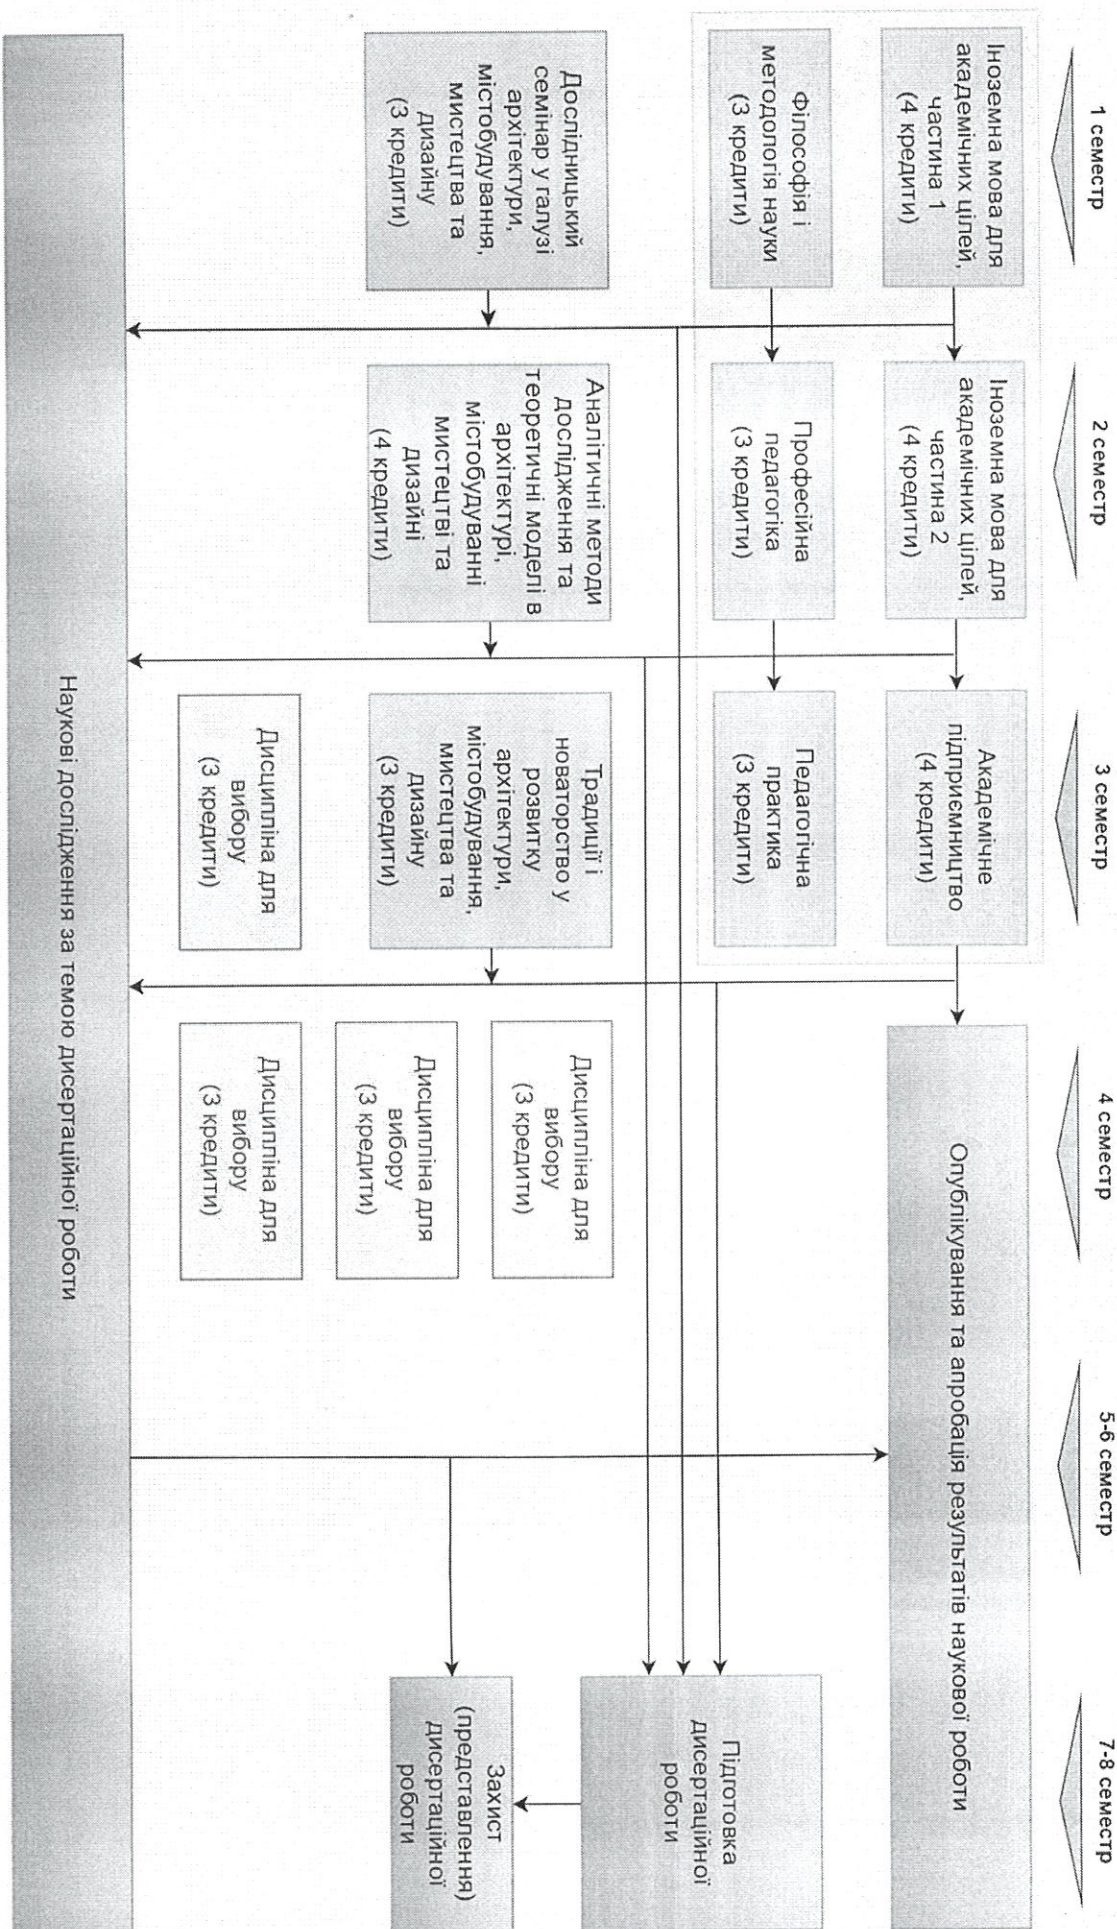 1 семестр
2 семестр
3 семестр
4 семестр
5-6 семестр
7-8 семестр
Іноземна мова для
академічних цілей,
частина 1
(4 кредити)
Іноземна мова для
академічних цілей,
частина 2
(4 кредити)
Академічне
підприємництво
(4 кредити)
Опублікування та апробація результатів наукової роботи
Філософія і
методологія науки
(3 кредити)
Професійна
педагогіка
(3 кредити)
Педагогічна
практика
(3 кредити)
Підготовка
дисертаційної
роботи
Дослідницький
семінар у галузі
архітектури,
містобудування,
мистецтва та
дизайну
(3 кредити)
Аналітичні методи
дослідження та
теоретичні моделі в
архітектурі,
містобудуванні
мистецтві та
дизайні
(4 кредити)
Традиції і
новаторство у
розвитку
архітектури,
містобудування,
мистецтва та
дизайну
(3 кредити)
Дисципліна для
вибору
(3 кредити)
Захист
(представлення)
дисертаційної
роботи
Дисципліна для
вибору
(3 кредити)
Дисципліна для
вибору
(3 кредити)
Дисципліна для
вибору
(3 кредити)
Наукові дослідження за темою дисертаційної роботи